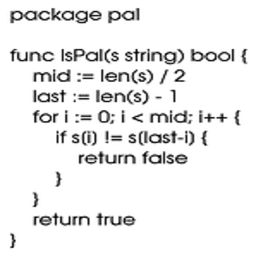 package pal

func IsPal(s string) bool {
    mid := len(s) / 2
    last := len(s) - 1
    for i := 0; i < mid; i++ {
        if s(i) != s(last-i) {
            return false
        }
    }
    return true
}